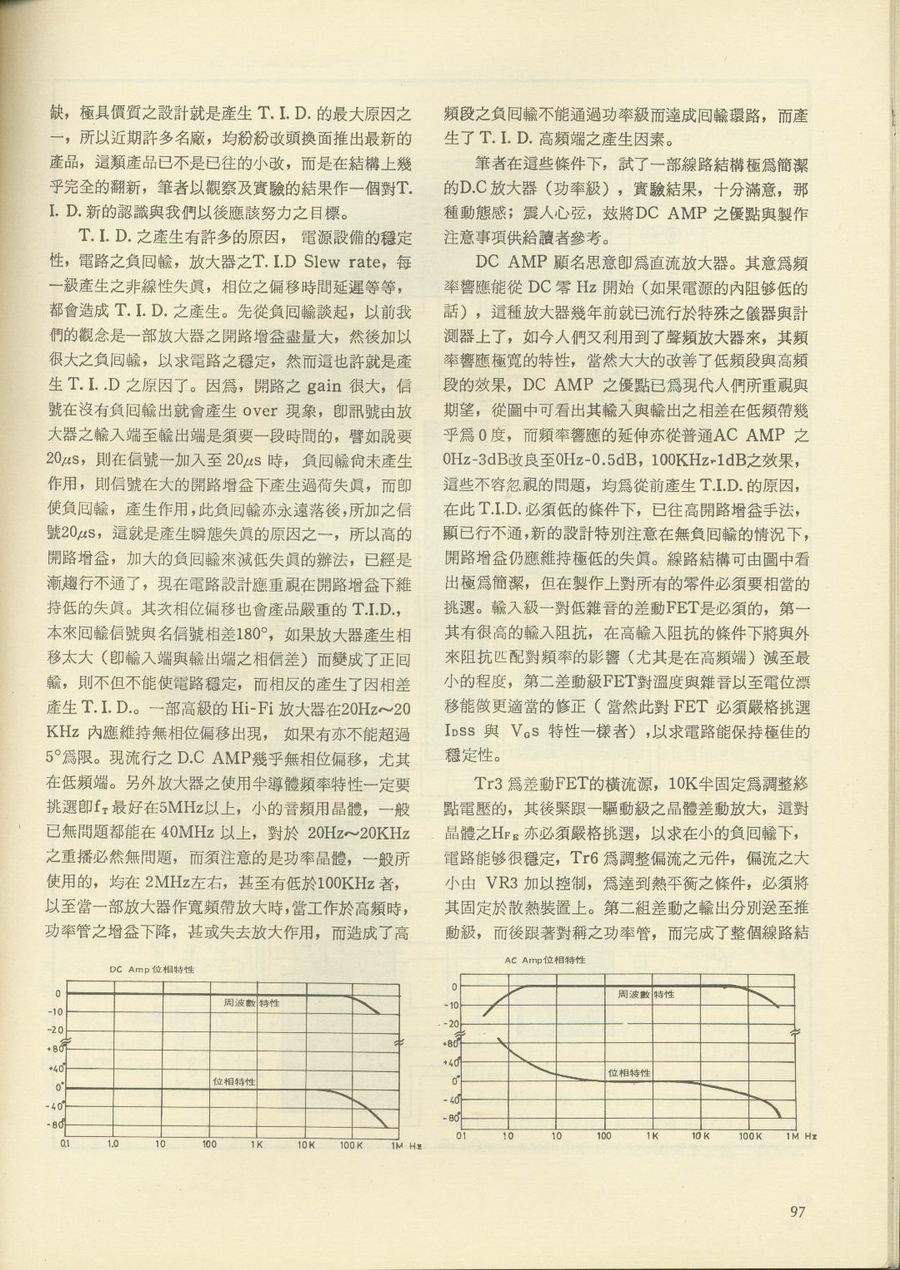 缺，極具價質之設計就是產生 T. I. D. 的最大原因之
一，所以近期許多名廠，均紛紛改頭換面推出最新的
產品，這類產品已不是已往的小改，而是在結構上幾
乎完全的翻新，筆者以觀察及實驗的結果作一個對T.
I. D. 新的認識與我們以後應該努力之目標。
T. I. D. 之產生有許多的原因， 電源設備的穩定
性，電路之負囘輸，放大器之T. I.D Slew rate，每
一級產生之非線性失眞，相位之偏移時間延遲等等，
都會造成 T. I. D. 之產生。先從負囘輸談起，以前我
們的觀念是一部放大器之開路增益盡量大，然後加以
很大之負囘輸，以求電路之穩定，然而這也許就是產
生 T. I. .D 之原因了。因爲，開路之 gain 很大，信
號在沒有負囘輸出就會產生 over 現象，卽訊號由放
大器之輸入端至輸出端是須要一段時間的，譬如說要
20μs，則在信號一加入至 20μs 時， 負囘輸尙未產生
作用，則信號在大的開路增益下產生過荷失眞，而卽
使負囘輸，產生作用，此負囘輸亦永遠落後，所加之信
號20μs，這就是產生瞬態失眞的原因之一，所以高的
開路增益，加大的負囘輸來減低失眞的辦法，已經是
漸趨行不通了，現在電路設計應重視在開路增益下維
持低的失眞。其次相位偏移也會產品嚴重的 T.I.D.，
本來囘輸信號與名信號相差180°，如果放大器產生相
移太大（卽輸入端與輸出端之相信差）而變成了正囘
輸，則不但不能使電路穩定，而相反的產生了因相差
產生 T. I. D.。一部高級的 Hi-Fi 放大器在20Hz～20
KHz 內應維持無相位偏移出現， 如果有亦不能超過
5°爲限。現流行之 D.C AMP幾乎無相位偏移，尤其
在低頻端。另外放大器之使用半導體頻率特性一定要
挑選卽fT 最好在5MHz以上，小的音頻用晶體，一般
已無問題都能在 40MHz 以上，對於 20Hz～20KHz
之重播必然無問題，而須注意的是功率晶體，一般所
使用的，均在 2MHz左右，甚至有低於100KHz 者，
以至當一部放大器作寬頻帶放大時，當工作於高頻時，
功率管之增益下降，甚或失去放大作用，而造成了高
頻段之負囘輸不能通過功率級而達成囘輸環路，而產
生了 T. I. D. 高頻端之產生因素。
筆者在這些條件下，試了一部線路結構極爲簡潔
的D.C 放大器（功率級），實驗結果，十分滿意，那
種動態感；震人心弦，玆將DC AMP 之優點與製作
注意事項供給讀者參考。
DC AMP 顧名思意卽爲直流放大器。其意爲頻
率響應能從 DC 零 Hz 開始（如果電源的內阻够低的
話），這種放大器幾年前就已流行於特殊之儀器與計
測器上了，如今人們又利用到了聲頻放大器來，其頻
率響應極寬的特性，當然大大的改善了低頻段與高頻
段的效果，DC AMP 之優點已爲現代人們所重視與
期望，從圖中可看出其輸入與輸出之相差在低頻帶幾
乎爲 0 度，而頻率響應的延伸亦從普通AC AMP 之
0Hz-3dB改良至0Hz-0.5dB，100KHz-1dB之效果，
這些不容忽視的問題，均爲從前產生 T.I.D. 的原因，
在此 T.I.D. 必須低的條件下，已往高開路增益手法，
顯已行不通，新的設計特別注意在無負囘輸的情況下，
開路增益仍應維持極低的失眞。線路結構可由圖中看
出極爲簡潔，但在製作上對所有的零件必須要相當的
挑選。輸入級一對低雜音的差動FET是必須的，第一
其有很高的輸入阻抗，在高輸入阻抗的條件下將與外
來阻抗匹配對頻率的影響（尤其是在高頻端）減至最
小的程度，第二差動級FET對溫度與雜音以至電位漂
移能做更適當的修正（ 當然此對 FET 必須嚴格挑選
IDSS 與 VGS 特性一樣者），以求電路能保持極佳的
穩定性。
Tr3 爲差動FET的橫流源，10K半固定爲調整終
點電壓的，其後緊跟一驅動級之晶體差動放大，這對
晶體之HFE 亦必須嚴格挑選，以求在小的負囘輸下，
電路能够很穩定，Tr6 爲調整偏流之元件，偏流之大
小由 VR3 加以控制，爲達到熱平衡之條件，必須將
其固定於散熱裝置上。第二組差動之輸出分別送至推
動級，而後跟著對稱之功率管，而完成了整個線路結
DC Amp 位相特性
0
-10
-20
+80°
+40°
0°
-40°
-80°
周波數特性
位相特性
0.1 1.0 10 100 1K 10K 100K 1M Hz
AC Amp位相特性
0
-10
-20
+80°
+40°
0°
-40°
-80°
周波數特性
位相特性
01 10 10 100 1K 10K 100K 1M Hz
97